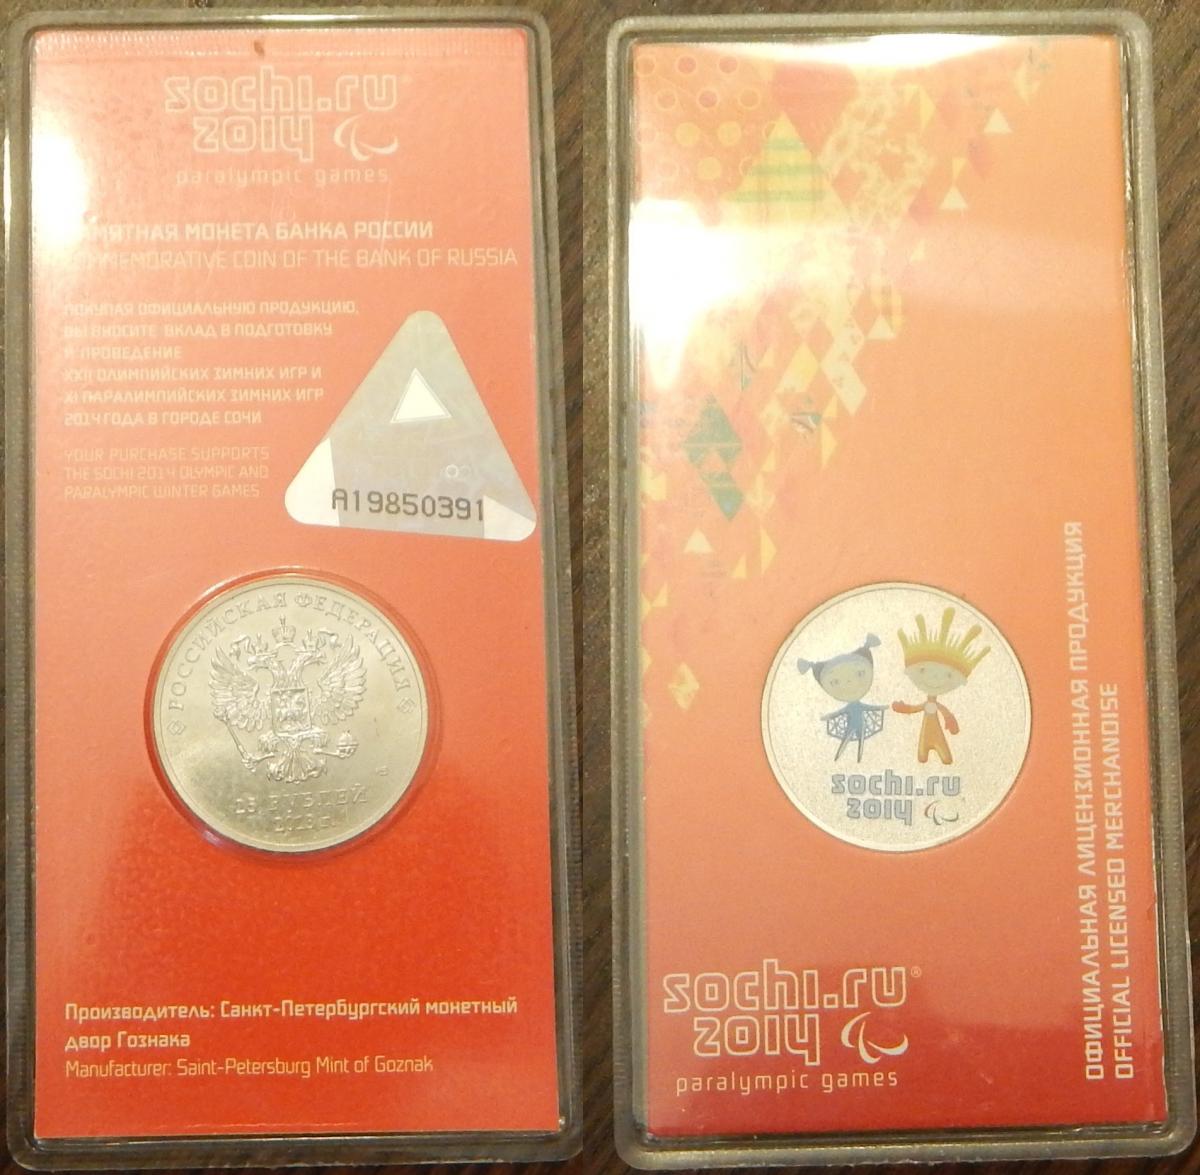 sochi.ru
2014
paralympic games
ПАМЯТНАЯ МОНЕТА БАНКА РОССИИ
COMMEMORATIVE COIN OF THE BANK OF RUSSIA
ПОКУПАЯ ОФИЦИАЛЬНУЮ ПРОДУКЦИЮ,
ВЫ ВНОСИТЕ ВКЛАД В ПОДГОТОВКУ
И ПРОВЕДЕНИЕ
XXII ОЛИМПИЙСКИХ ЗИМНИХ ИГР И
XI ПАРАЛИМПИЙСКИХ ЗИМНИХ ИГР
2014 ГОДА В ГОРОДЕ СОЧИ
YOUR PURCHASE SUPPORTS
THE SOCHI 2014 OLYMPIC AND
PARALYMPIC WINTER GAMES
A19850391
РОССИЙСКАЯ ФЕДЕРАЦИЯ
25 РУБЛЕЙ
2013 г.
Производитель: Санкт-Петербургский монетный
двор Гознака
Manufacturer: Saint-Petersburg Mint of Goznak
sochi.ru
2014
sochi.ru®
2014
paralympic games
ОФИЦИАЛЬНАЯ ЛИЦЕНЗИОННАЯ ПРОДУКЦИЯ
OFFICIAL LICENSED MERCHANDISE